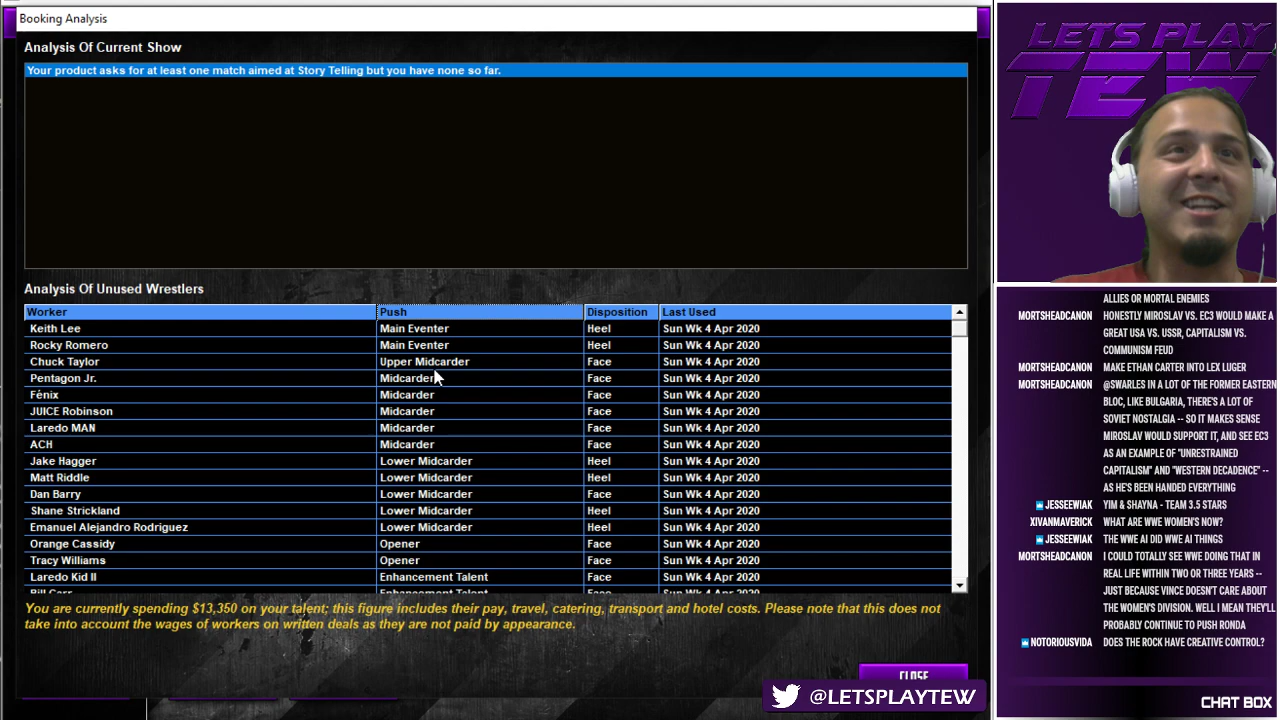 Booking Analysis
Analysis Of Current Show
Your product asks for at least one match aimed at Story Telling but you have none so far.
Analysis Of Unused Wrestlers
Worker Push Disposition Last Used
Keith Lee Main Eventer Heel Sun Wk 4 Apr 2020
Rocky Romero Main Eventer Heel Sun Wk 4 Apr 2020
Chuck Taylor Upper Midcarder Face Sun Wk 4 Apr 2020
Pentagon Jr. Midcarder Face Sun Wk 4 Apr 2020
Fénix Midcarder Face Sun Wk 4 Apr 2020
JUICE Robinson Midcarder Face Sun Wk 4 Apr 2020
Laredo MAN Midcarder Face Sun Wk 4 Apr 2020
ACH Midcarder Face Sun Wk 4 Apr 2020
Jake Hagger Lower Midcarder Heel Sun Wk 4 Apr 2020
Matt Riddle Lower Midcarder Heel Sun Wk 4 Apr 2020
Dan Barry Lower Midcarder Face Sun Wk 4 Apr 2020
Shane Strickland Lower Midcarder Heel Sun Wk 4 Apr 2020
Emanuel Alejandro Rodriguez Lower Midcarder Heel Sun Wk 4 Apr 2020
Orange Cassidy Opener Face Sun Wk 4 Apr 2020
Tracy Williams Opener Face Sun Wk 4 Apr 2020
Laredo Kid II Enhancement Talent Face Sun Wk 4 Apr 2020
You are currently spending $13,350 on your talent; this figure includes their pay, travel, catering, transport and hotel costs. Please note that this does not
take into account the wages of workers on written deals as they are not paid by appearance.
CLOSE
@LETSPLAYTEW
LETS PLAY
TEW
ALLIES OR MORTAL ENEMIES
MORTSHEADCANON HONESTLY MIROSLAV VS. EC3 WOULD MAKE A
GREAT USA VS. USSR, CAPITALISM VS.
COMMUNISM FEUD
MORTSHEADCANON MAKE ETHAN CARTER INTO LEX LUGER
MORTSHEADCANON @SWARLES IN A LOT OF THE FORMER EASTERN
BLOC, LIKE BULGARIA, THERE'S A LOT OF
SOVIET NOSTALGIA -- SO IT MAKES SENSE
MIROSLAV WOULD SUPPORT IT, AND SEE EC3
AS AN EXAMPLE OF "UNRESTRAINED
CAPITALISM" AND "WESTERN DECADENCE" --
AS HE'S BEEN HANDED EVERYTHING
JESSEEWIAK YIM & SHAYNA - TEAM 3.5 STARS
XIVANMAVERICK WHAT ARE WWE WOMEN'S NOW?
JESSEEWIAK THE WWE AI DID WWE AI THINGS
MORTSHEADCANON I COULD TOTALLY SEE WWE DOING THAT IN
REAL LIFE WITHIN TWO OR THREE YEARS --
JUST BECAUSE VINCE DOESN'T CARE ABOUT
THE WOMEN'S DIVISION. WELL I MEAN THEY'LL
PROBABLY CONTINUE TO PUSH RONDA
NOTORIOUSVIDA DOES THE ROCK HAVE CREATIVE CONTROL?
CHAT BOX